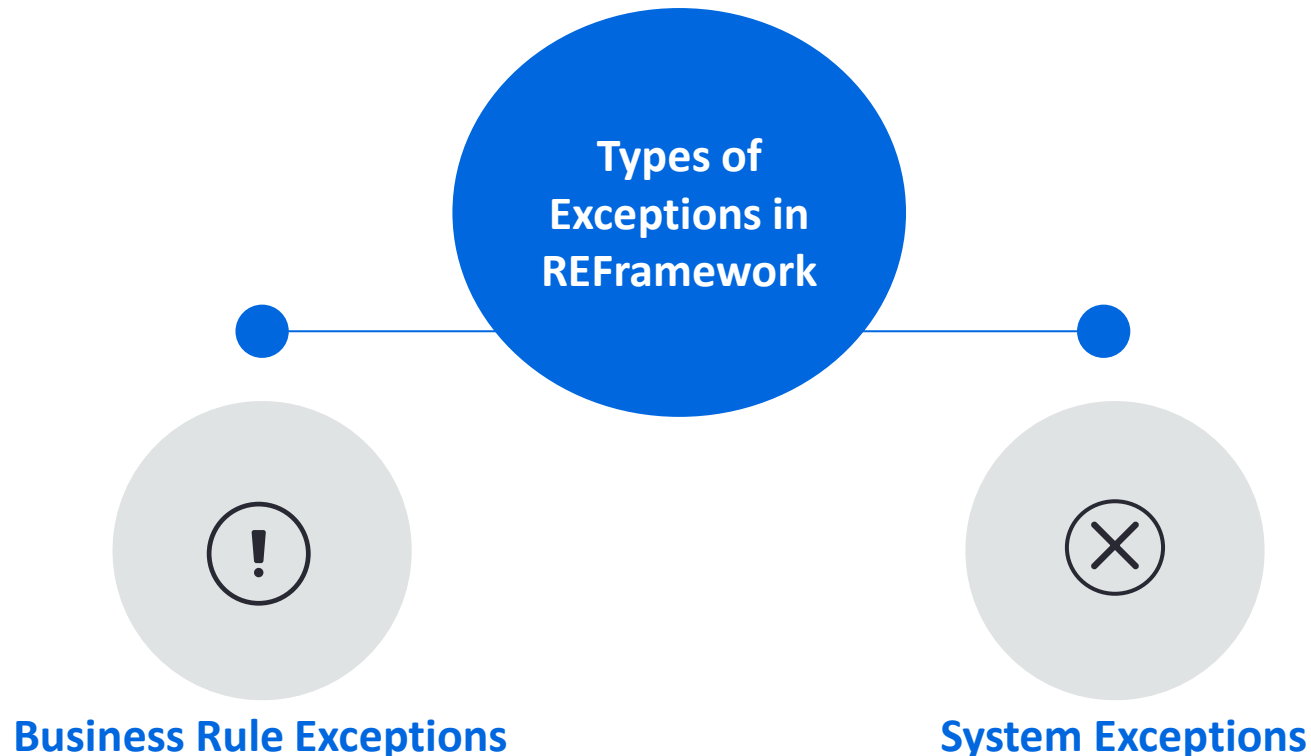 Types of
Exceptions in
REFramework
Business Rule Exceptions
System Exceptions